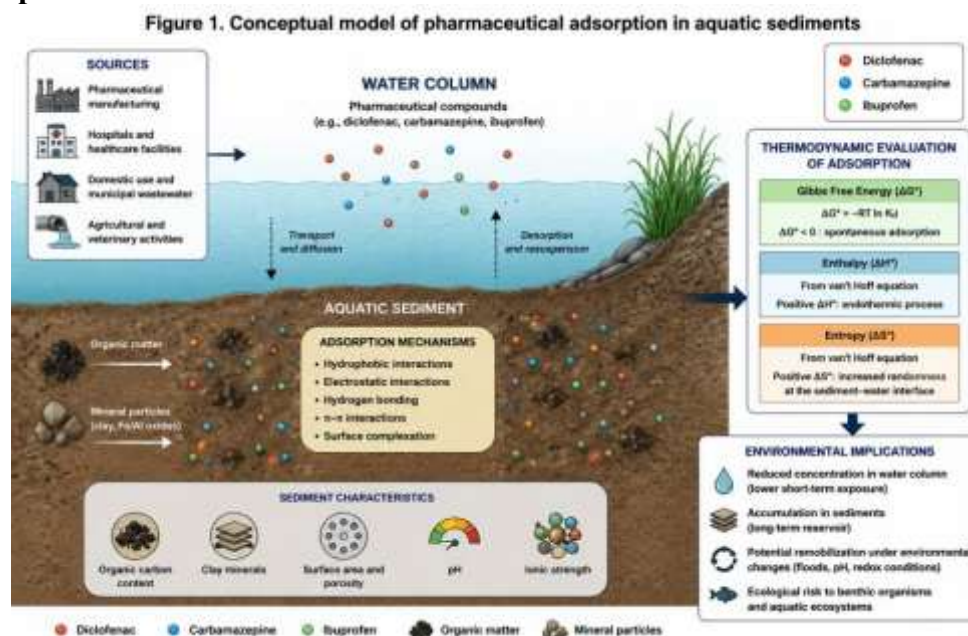 Figure 1. Conceptual model of pharmaceutical adsorption in aquatic sediments
SOURCES
Pharmaceutical
manufacturing
Hospitals and
healthcare facilities
Domestic use and
municipal wastewater
Agricultural and
veterinary activities
WATER COLUMN
Pharmaceutical compounds
(e.g., diclofenac, carbamazepine, ibuprofen)
Diclofenac
Carbamazepine
Ibuprofen
Transport
and diffusion
Desorption
and resuspension
THERMODYNAMIC EVALUATION
OF ADSORPTION
Gibbs Free Energy (ΔG°)
ΔG° = -RT ln Kd
ΔG° < 0 : spontaneous adsorption
Enthalpy (ΔH°)
From van't Hoff equation
Positive ΔH°: endothermic process
Entropy (ΔS°)
From van't Hoff equation
Positive ΔS°: increased randomness
at the sediment-water interface
AQUATIC SEDIMENT
Organic matter
Mineral particles
(clay, Fe/Al oxides)
ADSORPTION MECHANISMS
• Hydrophobic interactions
• Electrostatic interactions
• Hydrogen bonding
• π–π interactions
• Surface complexation
SEDIMENT CHARACTERISTICS
Organic carbon
content
Clay minerals
Surface area and
porosity
pH
Ionic strength
ENVIRONMENTAL IMPLICATIONS
Reduced concentration in water column
(lower short-term exposure)
Accumulation in sediments
(long-term reservoir)
Potential remobilization under environmenta
changes (floods, pH, redox conditions)
Ecological risk to benthic organisms
and aquatic ecosystems
Diclofenac
Carbamazepine
Ibuprofen
Organic matter
Mineral particles